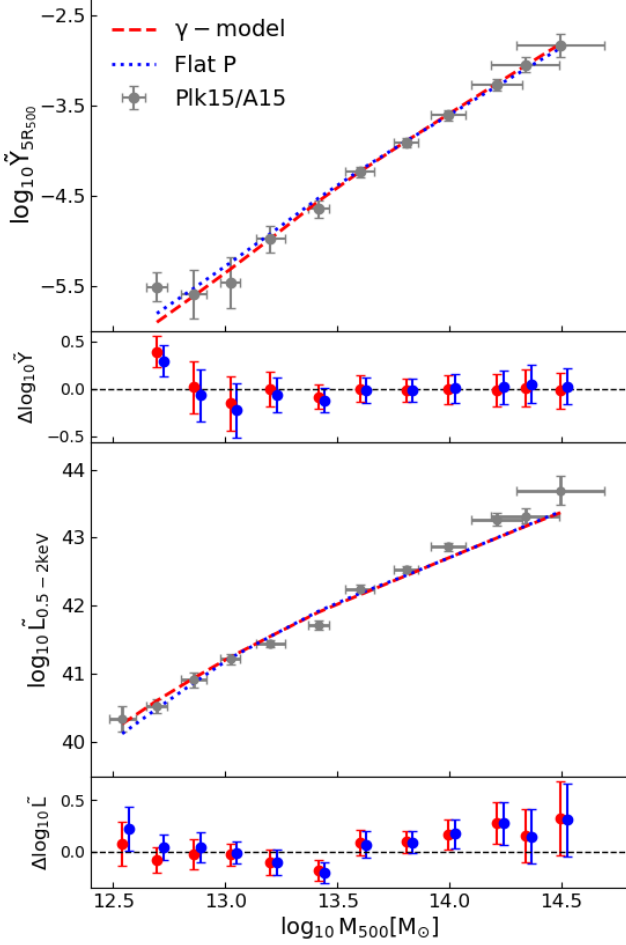 γ − model
Flat P
Plk15/A15
log₁₀ Ỹ₅R₅₀₀
−2.5
−3.5
−4.5
−5.5
Δlog₁₀Ỹ
0.5
0.0
−0.5
log₁₀ L̃₀.₅₋₂keV
44
43
42
41
40
Δlog₁₀L̃
0.5
0.0
12.5 13.0 13.5 14.0 14.5
log₁₀ M₅₀₀[M☉]